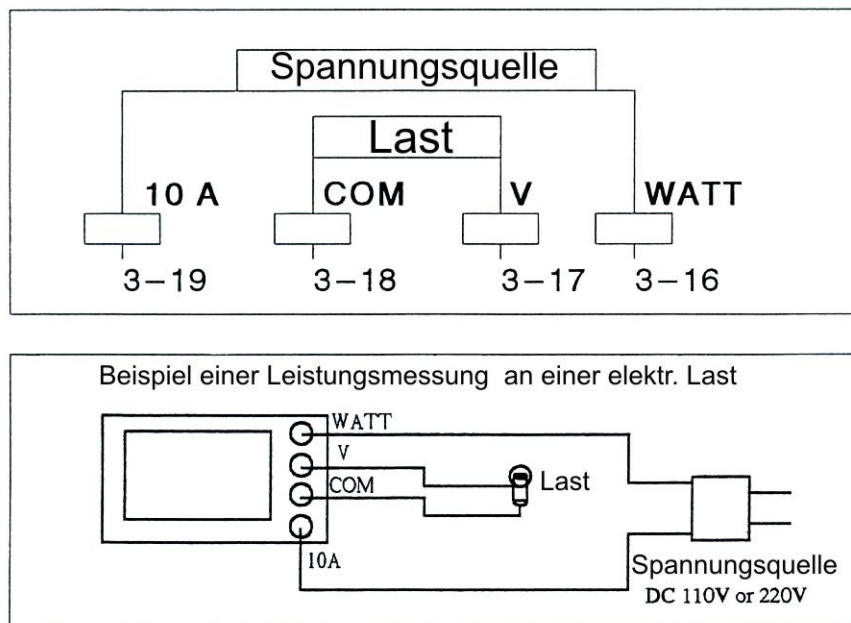 Spannungsquelle
Last
10 A COM V WATT
3-19 3-18 3-17 3-16
Beispiel einer Leistungsmessung an einer elektr. Last
WATT
V
COM
Last
10A
Spannungsquelle
DC 110V or 220V